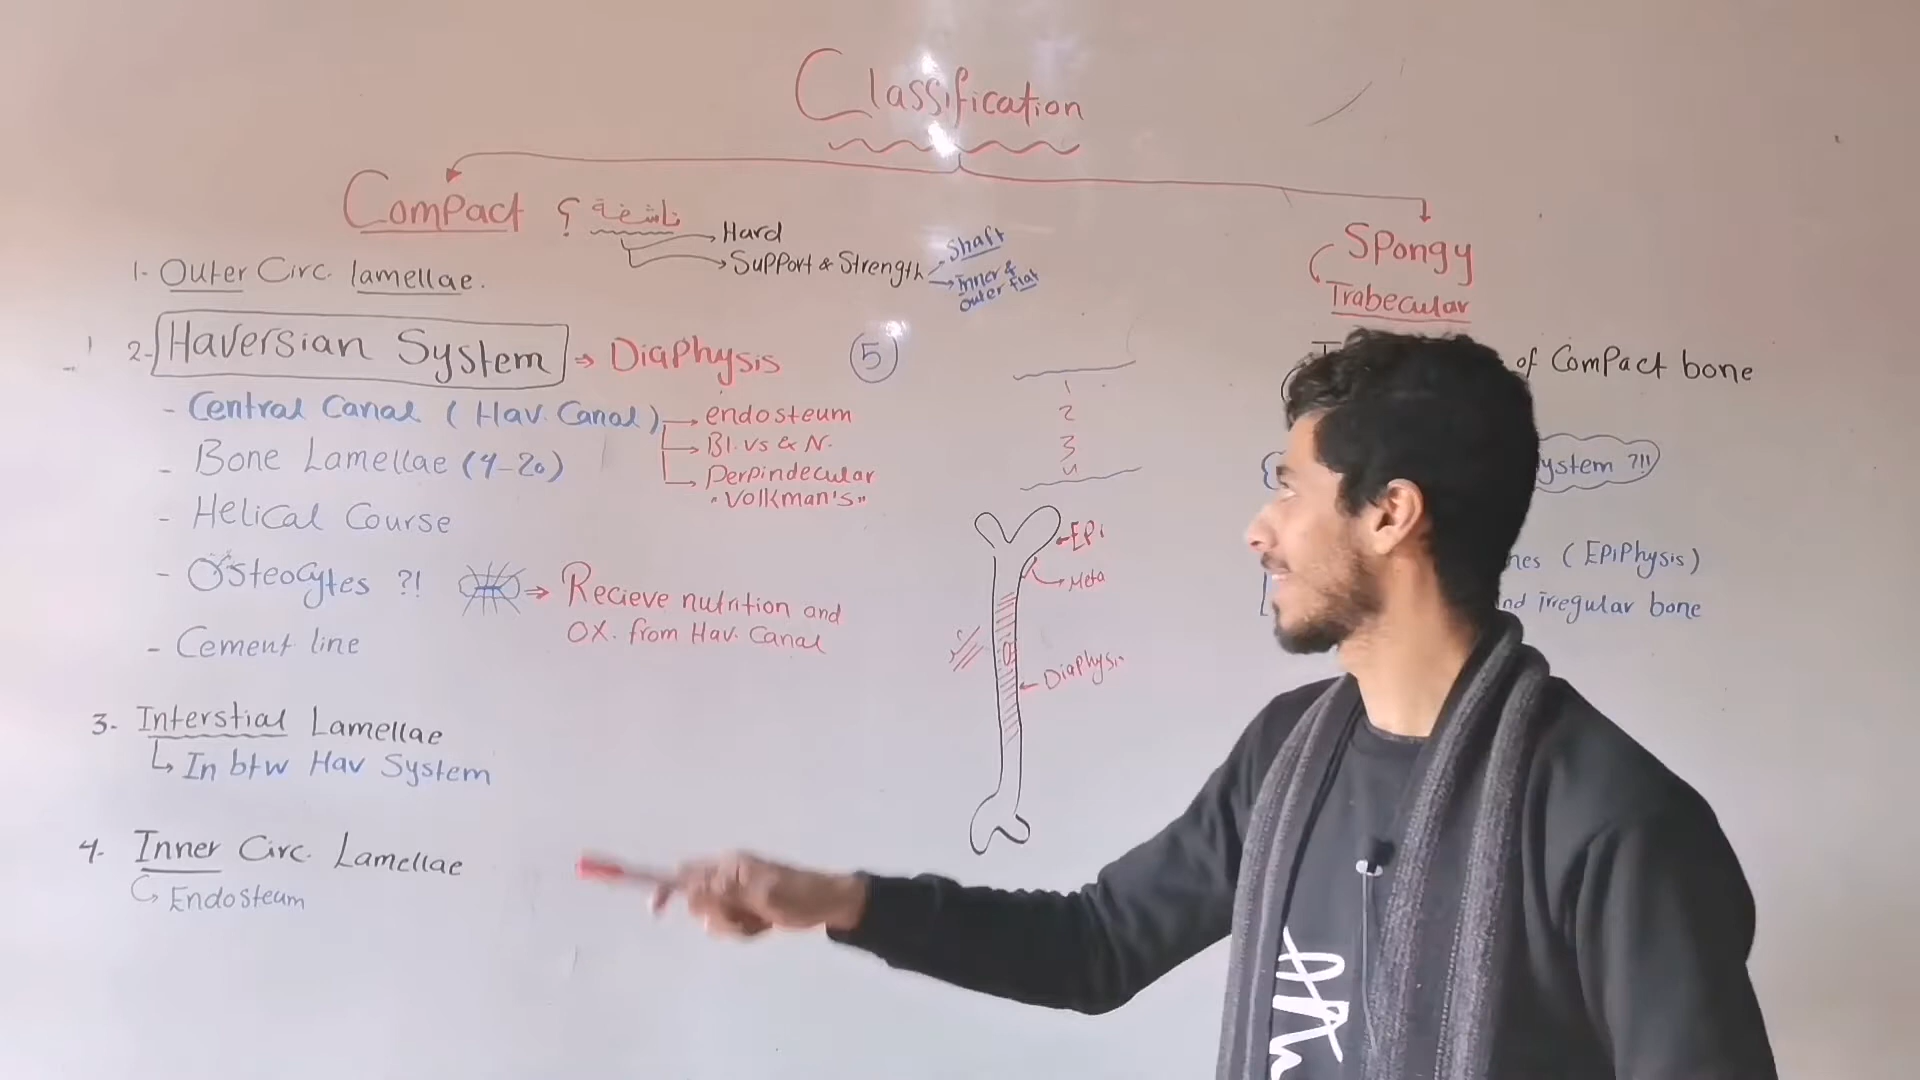 Classification
Compact ؟ ناشفة
Hard
Support & Strength
Shaft
inner &
outer flat
1- Outer Circ. lamellae.
2- Haversian System ⇒ Diaphysis 5
- Central Canal (Hav. Canal) → endosteum
→ Bl. vs & N.
→ Perpindecular
"Volkman's"
- Bone Lamellae (4-20)
- Helical Course
- Osteocytes ?! ⇒ Recieve nutrition and
OX. from Hav. Canal
- Cement line
3- Interstial Lamellae
In btw Hav System
4- Inner Circ. Lamellae
Endosteum
1
2
3
4
Epi
Meta
Diaphysi
Spongy
Trabecular
of Compact bone
ystem ?!!
nes (Epiphysis)
nd irregular bone